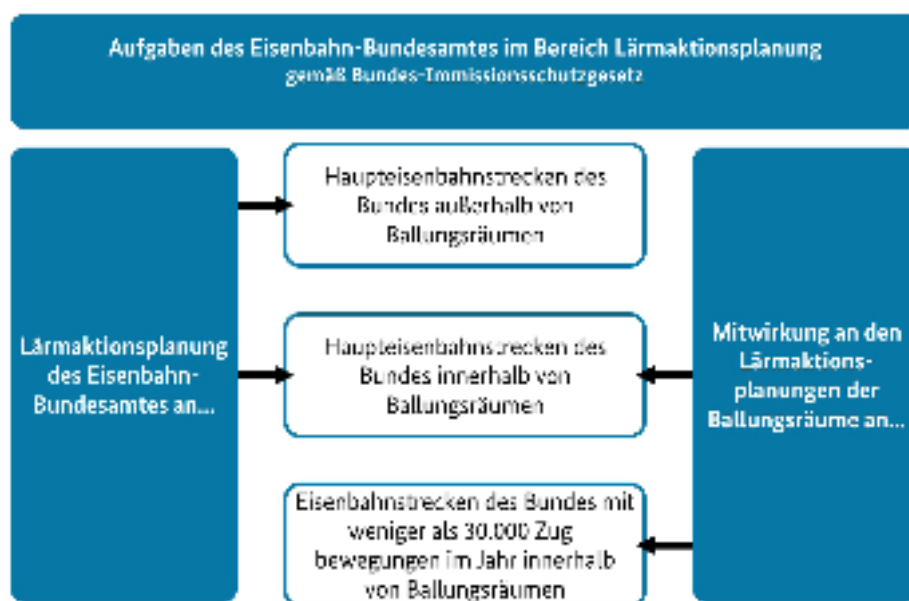 Aufgaben des Eisenbahn-Bundesamtes im Bereich Lärmaktionsplanung
gemäß Bundes-Immissionsschutzgesetz
Lärmaktionsplanung
des Eisenbahn-
Bundesamtes an...
Haupteisenbahnstrecken des
Bundes außerhalb von
Ballungsräumen
Haupteisenbahnstrecken des
Bundes innerhalb von
Ballungsräumen
Eisenbahnstrecken des Bundes mit
weniger als 30.000 Zug
bewegungen im Jahr innerhalb
von Ballungsräumen
Mitwirkung an den
Lärmaktions-
planungen der
Ballungsräume an...